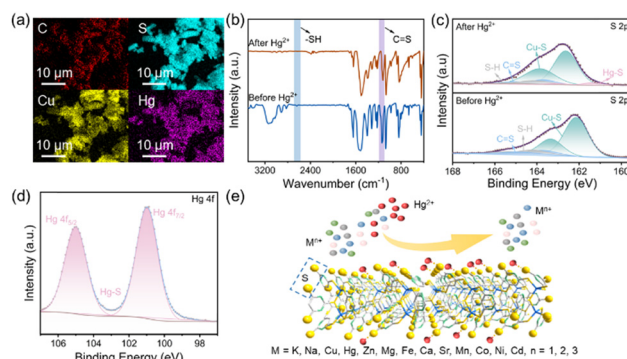 (a)
C
S
10 μm
10 μm
Cu
Hg
10 μm
10 μm
(b)
-SH
C=S
After Hg²⁺
Before Hg²⁺
Intensity (a.u.)
3200 2400 1600 800
Wavenumber (cm⁻¹)
(c)
After Hg²⁺
S 2p
Cu-S
C=S
S-H
Hg-S
Before Hg²⁺
S 2p
Cu-S
S-H
C=S
Intensity (a.u.)
168 166 164 162 160
Binding Energy (eV)
(d)
Hg 4f
Hg 4f5/2
Hg 4f7/2
Hg-S
Intensity (a.u.)
106 104 102 100 98
Binding Energy (eV)
(e)
Hg²⁺
Mⁿ⁺
Mⁿ⁺
S
M = K, Na, Cu, Hg, Zn, Mg, Fe, Ca, Sr, Mn, Co, Ni, Cd, n = 1, 2, 3